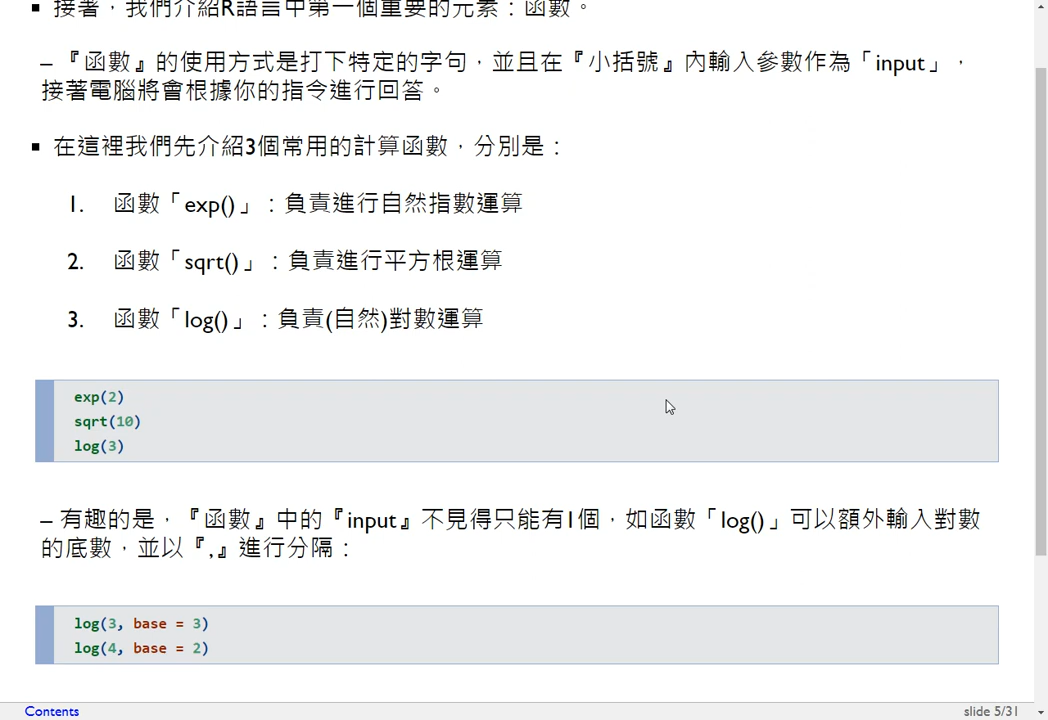 ▪ 接著，我們介紹R語言中第一個重要的元素：函數。
– 『函數』的使用方式是打下特定的字句，並且在『小括號』內輸入參數作為「input」，
接著電腦將會根據你的指令進行回答。
▪ 在這裡我們先介紹3個常用的計算函數，分別是：
1. 函數「exp()」：負責進行自然指數運算
2. 函數「sqrt()」：負責進行平方根運算
3. 函數「log()」：負責(自然)對數運算
exp(2)
sqrt(10)
log(3)
– 有趣的是，『函數』中的『input』不見得只能有1個，如函數「log()」可以額外輸入對數
的底數，並以『,』進行分隔：
log(3, base = 3)
log(4, base = 2)
Contents
slide 5/31